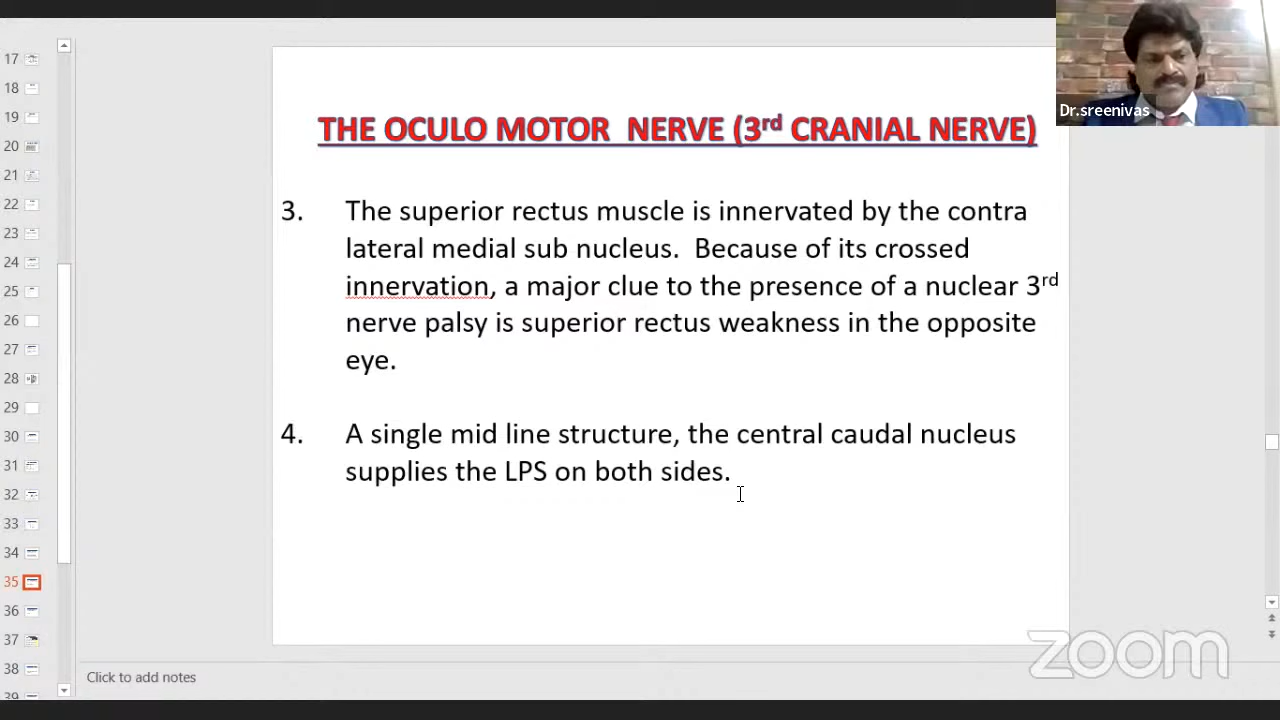 Dr.sreenivas
THE OCULO MOTOR NERVE (3rd CRANIAL NERVE)
3. The superior rectus muscle is innervated by the contra
lateral medial sub nucleus. Because of its crossed
innervation, a major clue to the presence of a nuclear 3rd
nerve palsy is superior rectus weakness in the opposite
eye.
4. A single mid line structure, the central caudal nucleus
supplies the LPS on both sides.
17
18
19
20
21
22
23
24
25
26
27
28
29
30
31
32
33
34
35
36
37
38
39
Click to add notes
zoom